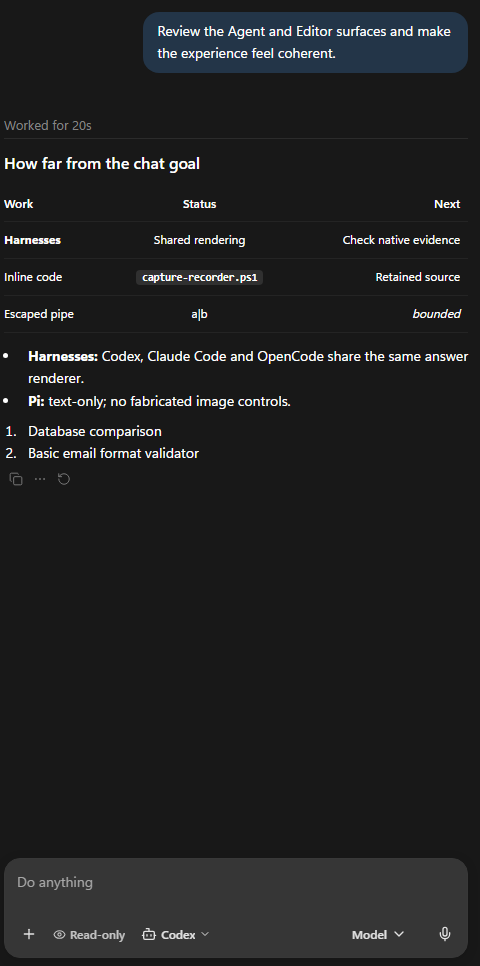 Review the Agent and Editor surfaces and make
the experience feel coherent.
Worked for 20s
How far from the chat goal
Work Status Next
Harnesses Shared rendering Check native evidence
Inline code capture-recorder.ps1 Retained source
Escaped pipe a|b bounded
• Harnesses: Codex, Claude Code and OpenCode share the same answer
renderer.
• Pi: text-only; no fabricated image controls.
1. Database comparison
2. Basic email format validator
Do anything
Read-only Codex Model